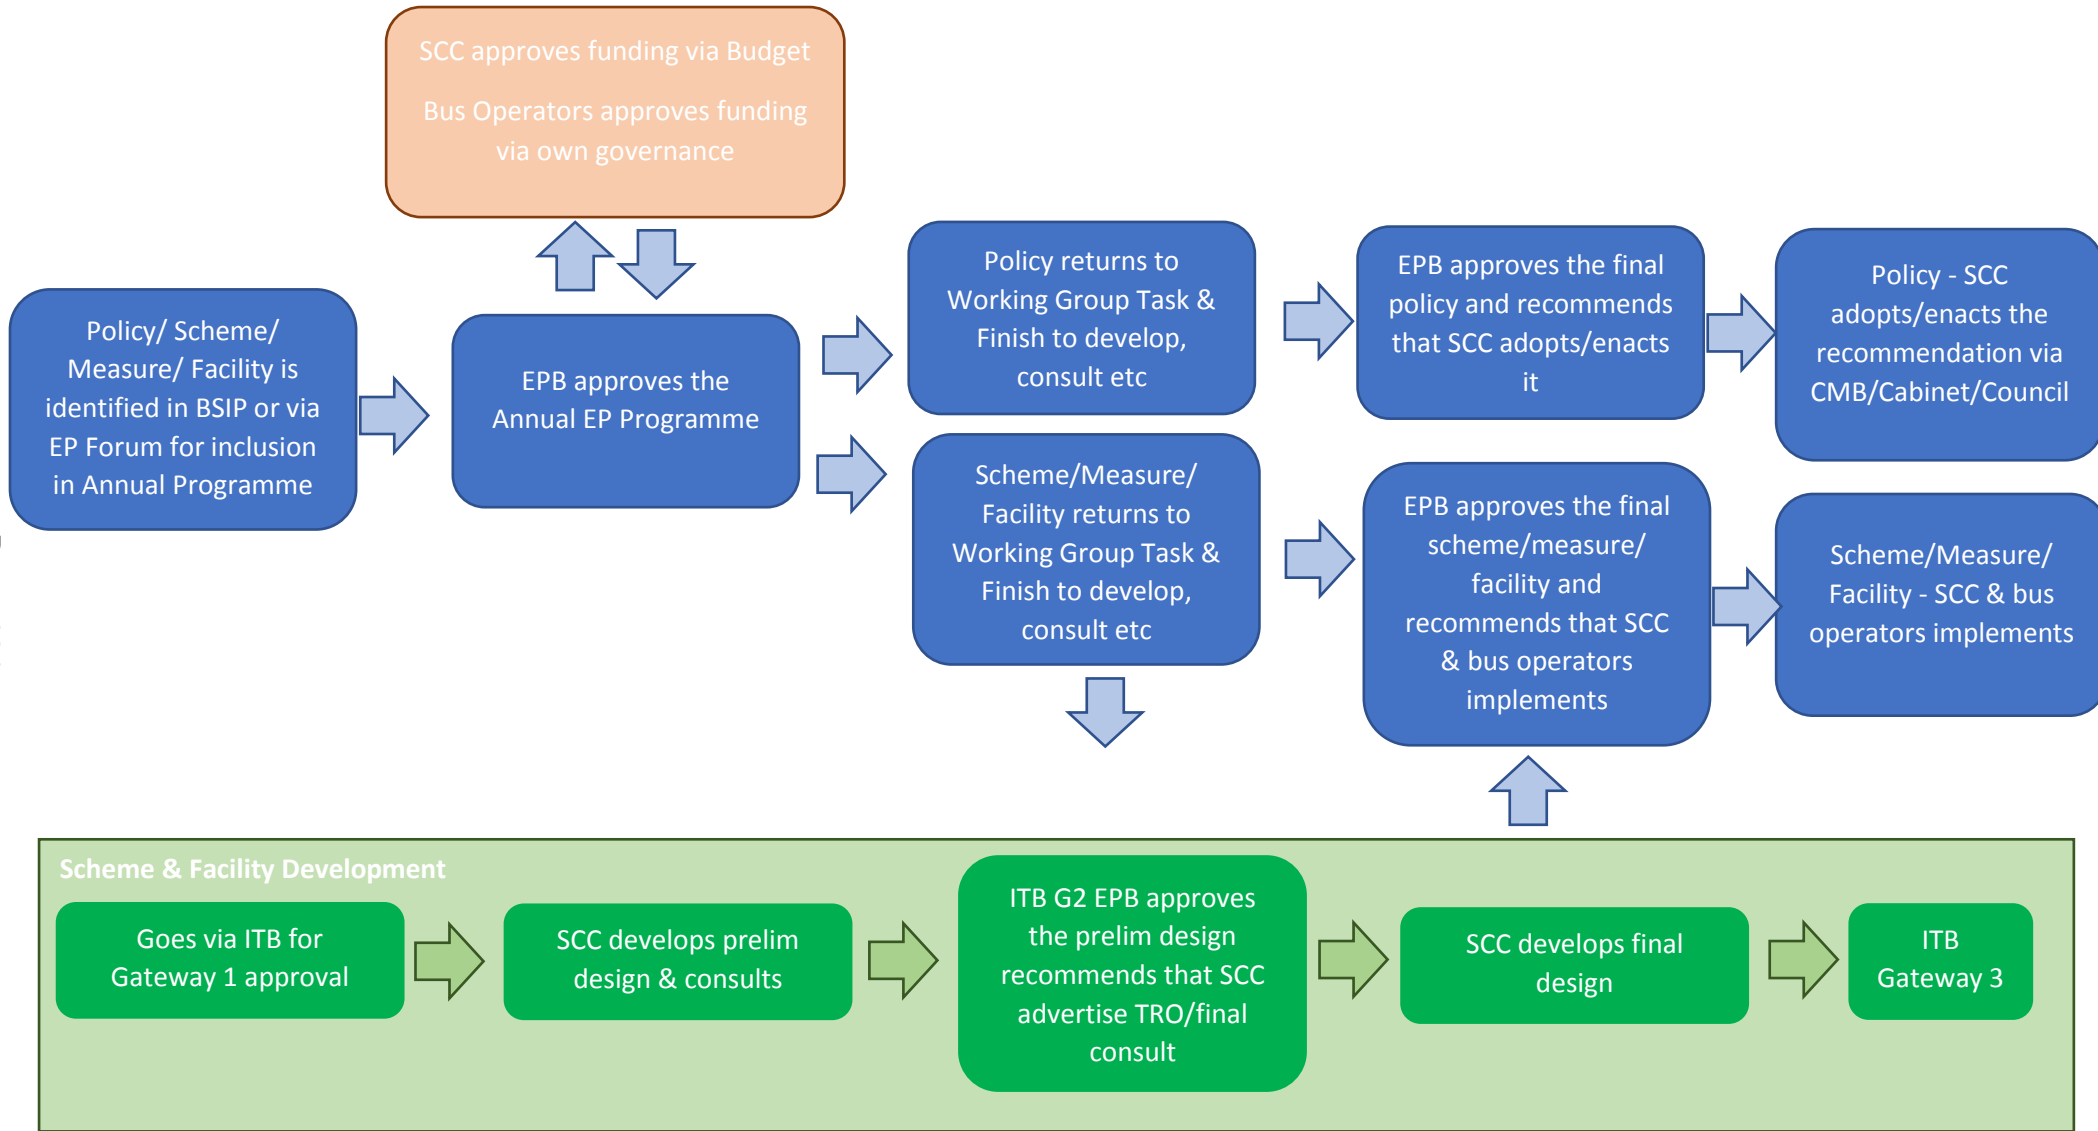 SCC approves funding via Budget
Bus Operators approves funding
via own governance
Policy/ Scheme/
Measure/ Facility is
identified in BSIP or via
EP Forum for inclusion
in Annual Programme
EPB approves the
Annual EP Programme
Policy returns to
Working Group Task &
Finish to develop,
consult etc
EPB approves the final
policy and recommends
that SCC adopts/enacts
it
Policy - SCC
adopts/enacts the
recommendation via
CMB/Cabinet/Council
Scheme/Measure/
Facility returns to
Working Group Task &
Finish to develop,
consult etc
EPB approves the final
scheme/measure/
facility and
recommends that SCC
& bus operators
implements
Scheme/Measure/
Facility - SCC & bus
operators implements
Scheme & Facility Development
Goes via ITB for
Gateway 1 approval
SCC develops prelim
design & consults
ITB G2 EPB approves
the prelim design
recommends that SCC
advertise TRO/final
consult
SCC develops final
design
ITB
Gateway 3